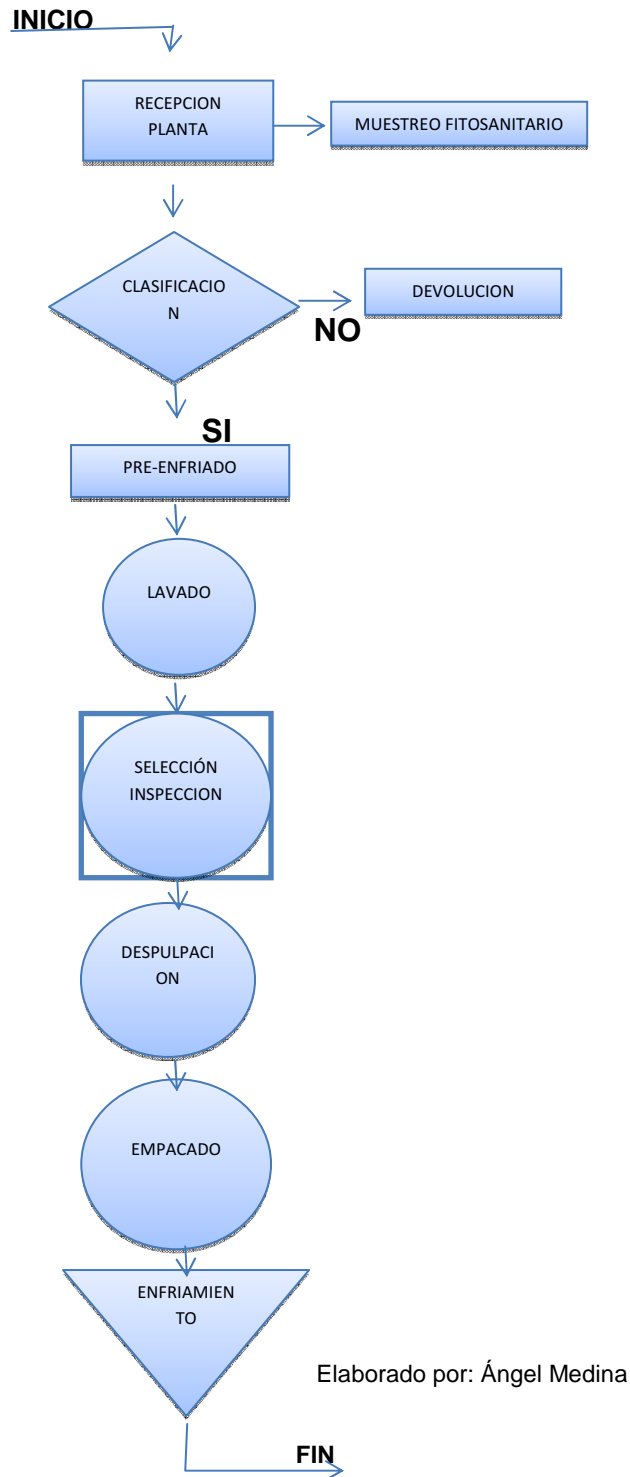 INICIO
RECPCION
PLANTA
MUESTREO FITOSANITARIO
CLASIFICACIO
N
DEVOLUCION
NO
SI
PRE-ENFRIADO
LAVADO
SELECCIÓN
INSPECCION
DESPULPACI
ON
EMPACADO
ENFRIAMIEN
TO
Elaborado por: Ángel Medina
FIN